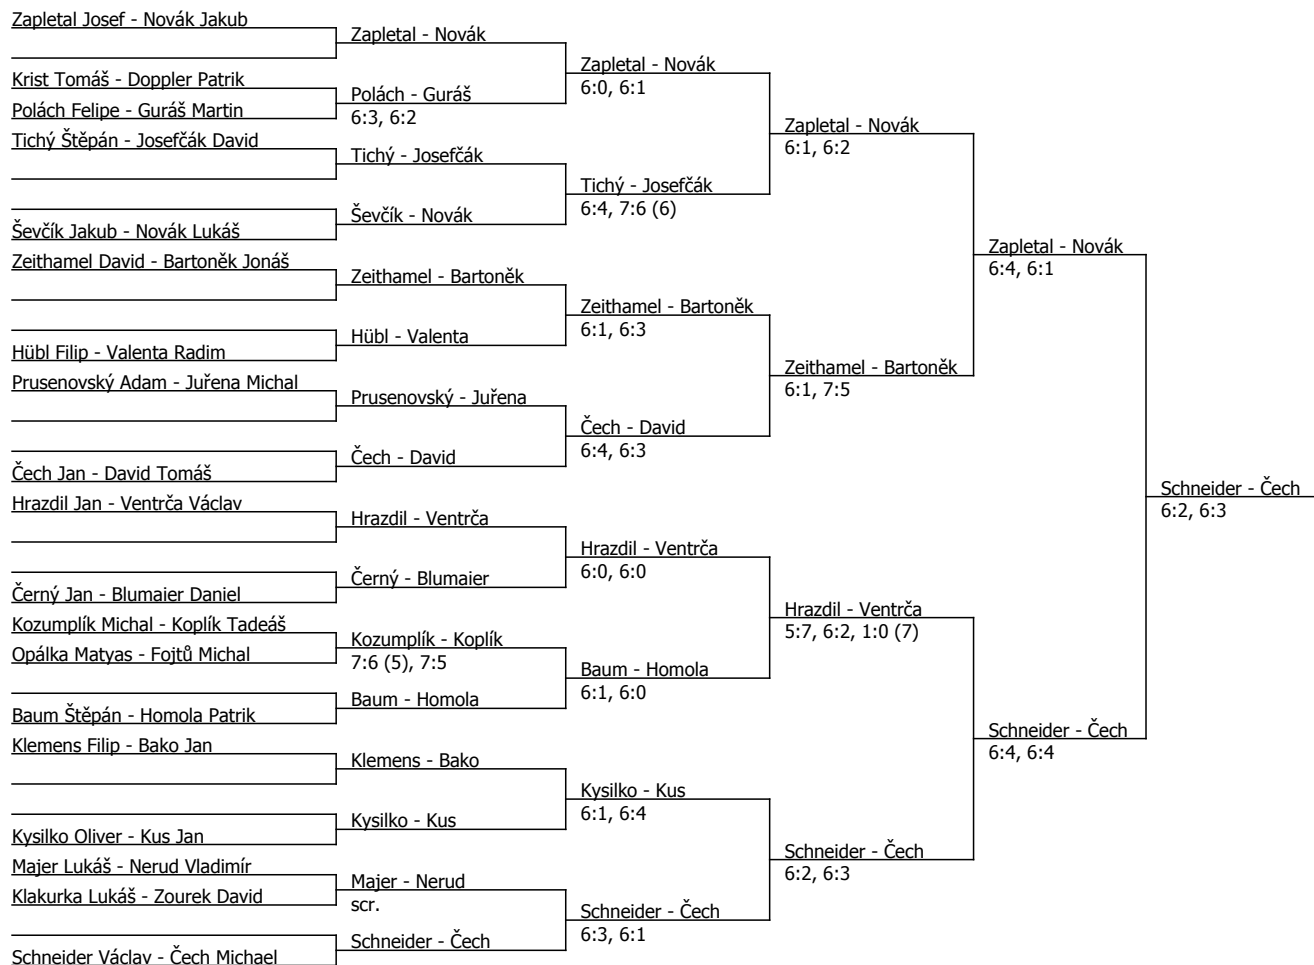 Zapletal Josef - Novák Jakub
Krist Tomáš - Doppler Patrik
Polách Felipe - Guráš Martin
Tichý Štěpán - Josefčák David
Ševčík Jakub - Novák Lukáš
Zeithamel David - Bartoněk Jonáš
Hübl Filip - Valenta Radim
Prusenovský Adam - Juřena Michal
Čech Jan - David Tomáš
Hrazdil Jan - Ventrča Václav
Černý Jan - Blumaier Daniel
Kozumplík Michal - Koplík Tadeáš
Opálka Matyas - Fojtů Michal
Baum Štěpán - Homola Patrik
Klemens Filip - Bako Jan
Kysilko Oliver - Kus Jan
Majer Lukáš - Nerud Vladimír
Klakurka Lukáš - Zourek David
Schneider Václav - Čech Michael
Zapletal - Novák
Polách - Guráš
6:3, 6:2
Tichý - Josefčák
Ševčík - Novák
Zeithamel - Bartoněk
Hübl - Valenta
Prusenovský - Juřena
Čech - David
Hrazdil - Ventrča
Černý - Blumaier
Kozumplík - Koplík
7:6 (5), 7:5
Baum - Homola
Klemens - Bako
Kysilko - Kus
Majer - Nerud
scr.
Schneider - Čech
Zapletal - Novák
6:0, 6:1
Tichý - Josefčák
6:4, 7:6 (6)
Zeithamel - Bartoněk
6:1, 6:3
Čech - David
6:4, 6:3
Hrazdil - Ventrča
6:0, 6:0
Baum - Homola
6:1, 6:0
Kysilko - Kus
6:1, 6:4
Schneider - Čech
6:3, 6:1
Zapletal - Novák
6:1, 6:2
Zeithamel - Bartoněk
6:1, 7:5
Hrazdil - Ventrča
5:7, 6:2, 1:0 (7)
Schneider - Čech
6:2, 6:3
Zapletal - Novák
6:4, 6:1
Schneider - Čech
6:4, 6:4
Schneider - Čech
6:2, 6:3